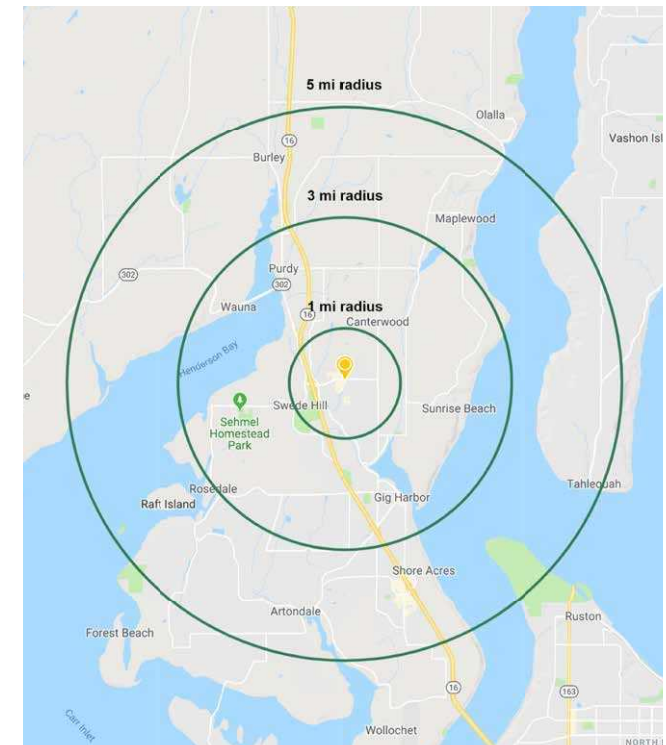 5 mi radius
Olalla
16
Vashon Isl
Burley
3 mi radius
Maplewood
Purdy
302
302
Wauna
1 mi radius
16
Canterwood
Henderson Bay
Swede Hill
Sunrise Beach
Sehmel
Homestead
Park
Rosedale
Tahlequah
Gig Harbor
Raft Island
Shore Acres
Artondale
Ruston
Forest Beach
16
163
Carr Inlet
Wollochet
NORTH